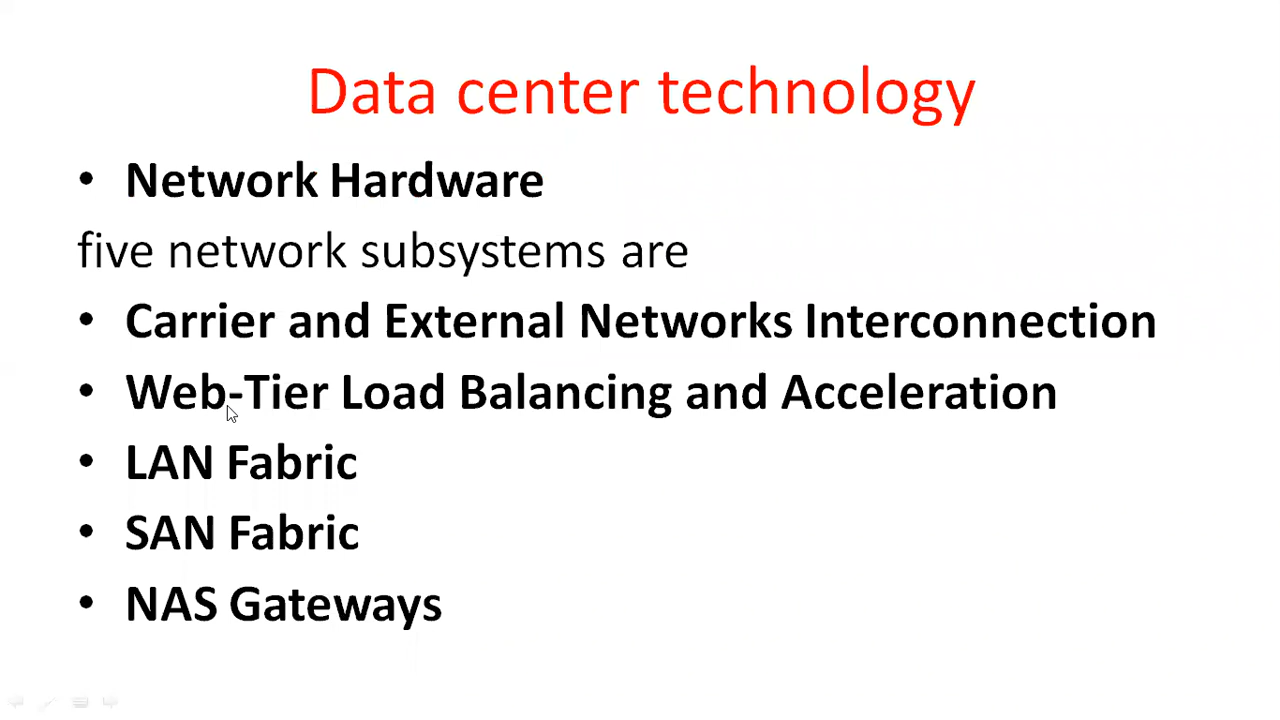 Data center technology
• Network Hardware
five network subsystems are
• Carrier and External Networks Interconnection
• Web-Tier Load Balancing and Acceleration
• LAN Fabric
• SAN Fabric
• NAS Gateways